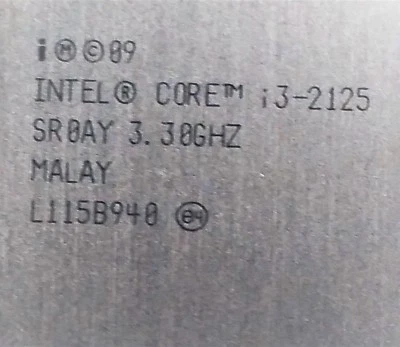 i Ⓜ © 09
INTEL® CORE™ i3-2125
SR0AY 3.30GHZ
MALAY
L115B940 e4